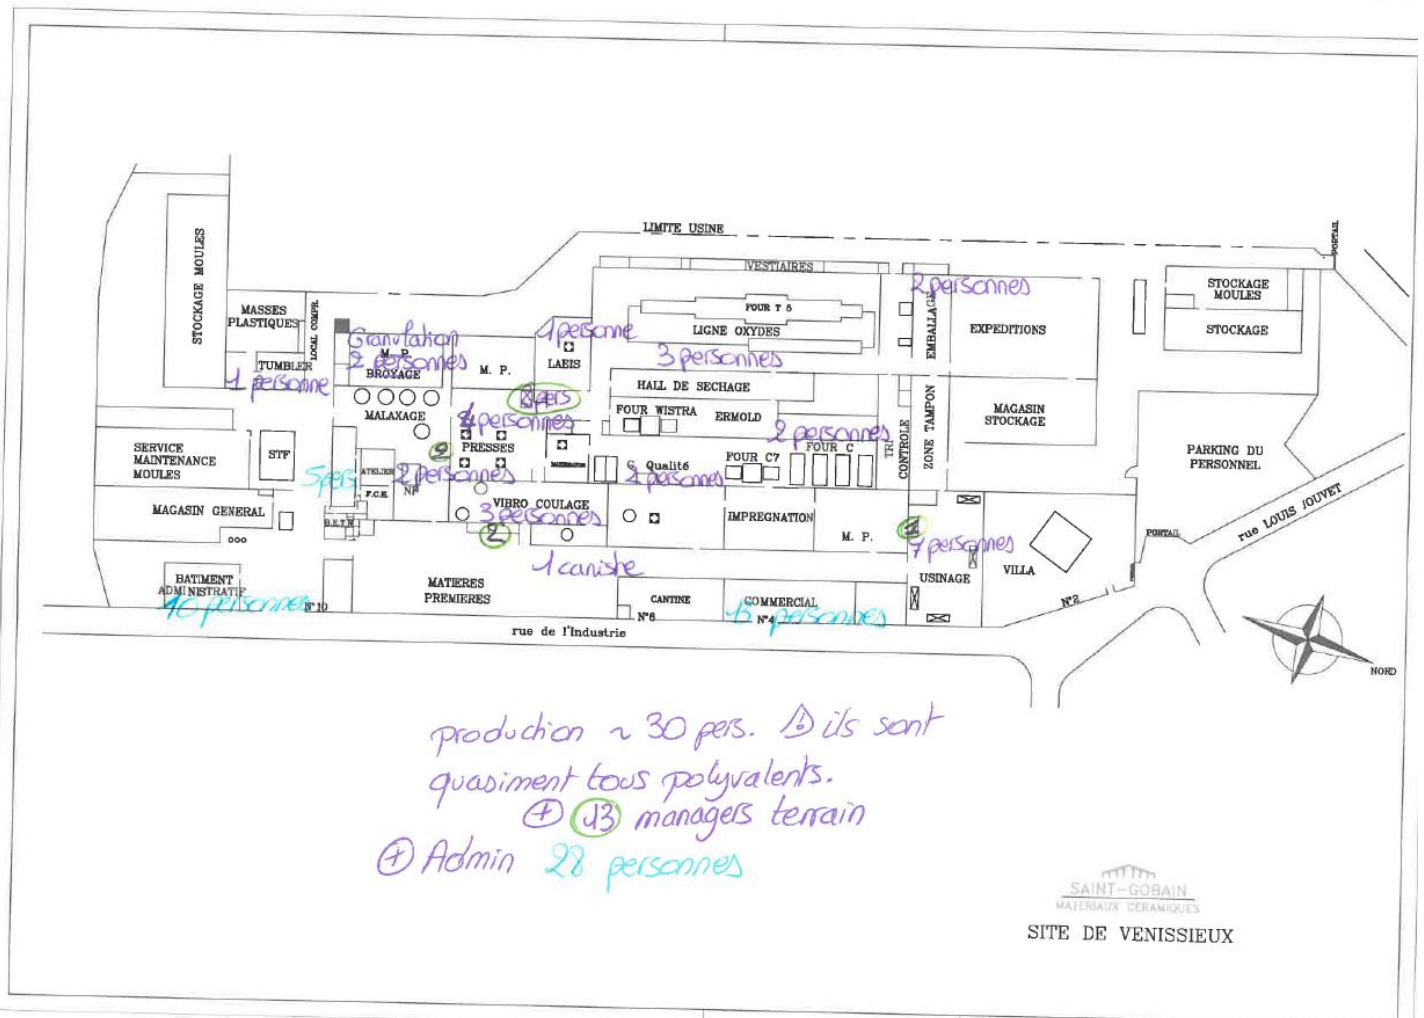 LIMITE USINE
PORTAIL
VESTIAIRES
2 personnes
STOCKAGE MOULES
STOCKAGE
MOULES
MASSES
PLASTIQUES
LOCAL COMPR.
FOUR T 5
LIGNE OXYDES
3 personnes
1 personne
LAEIS
EMBALLAGE
EXPEDITIONS
STOCKAGE
Granulation
2 personnes
M. P.
BROYAGE
M. P.
TUMBLER
1 personne
HALL DE SECHAGE
pers
MALAXAGE
personnes
PRESSES
FOUR WISTRA
ERMOLD
2 personnes
FOUR C
TRI
CONTROLE
ZONE TAMPON
MAGASIN
STOCKAGE
SERVICE
MAINTENANCE
MOULES
STF
5 pers
ATELIER
F.C.E.
2 personnes
NF
Qualité
2 personnes
FOUR C7
PARKING DU
PERSONNEL
MAGASIN GENERAL
VIBRO COULAGE
3 personnes
2
IMPREGNATION
M. P.
7 personnes
USINAGE
VILLA
PORTAIL
rue LOUIS JOUVET
1 cariste
BATIMENT
ADMINISTRATIF
10 personnes
N°10
MATIERES
PREMIERES
CANTINE
N°6
COMMERCIAL
13 personnes
N°4
N°2
rue de l'Industrie
NORD
production ~ 30 pers. ⚠ ils sont
quasiment tous polyvalents.
+ 13 managers terrain
+ Admin 28 personnes
SAINT-GOBAIN
MATERIAUX CERAMIQUES
SITE DE VENISSIEUX